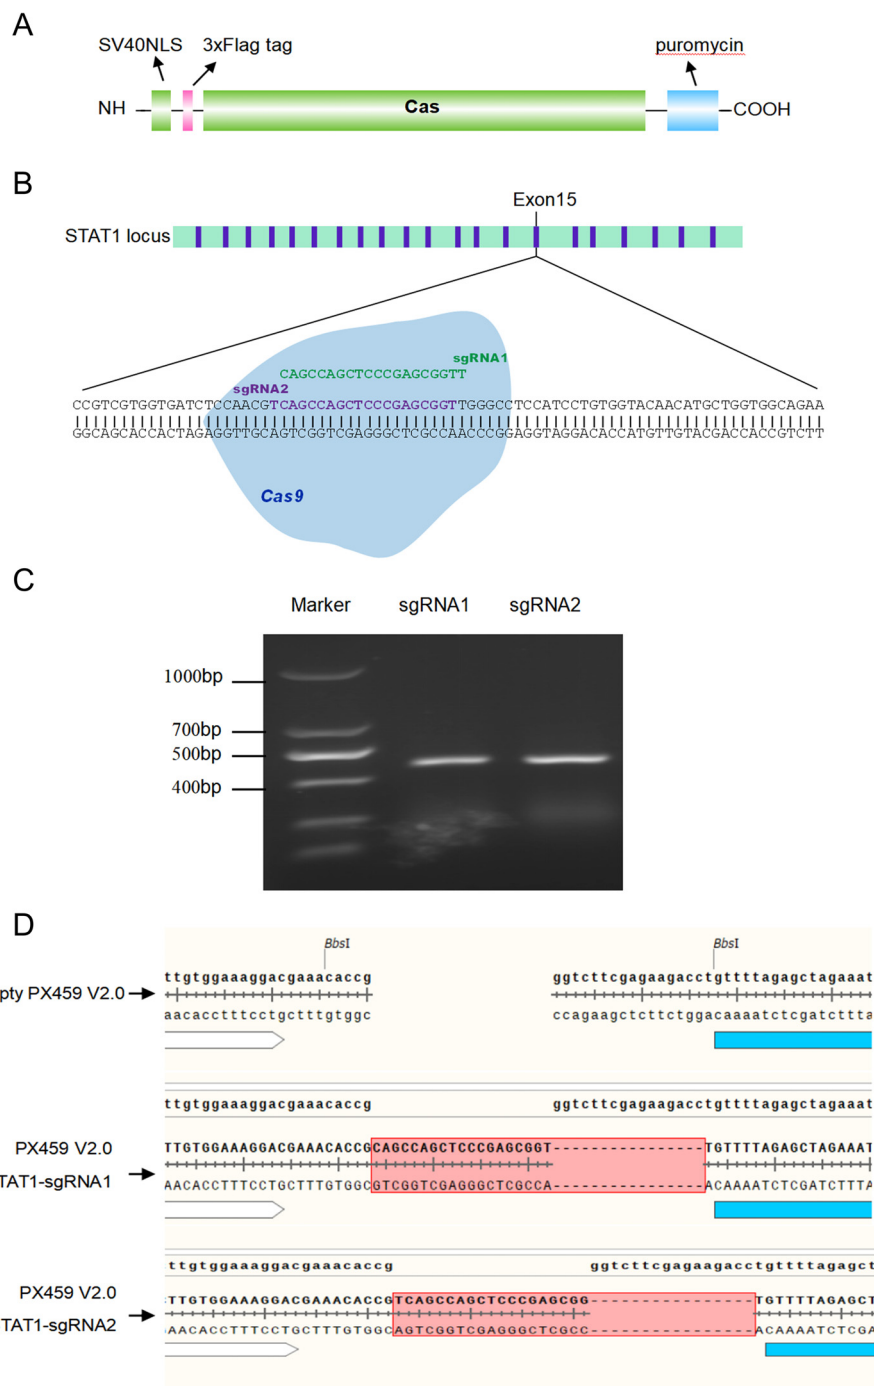 A
SV40NLS 3xFlag tag puromycin
NH Cas COOH
B
Exon15
STAT1 locus
sgRNA1
CAGCCAGCTCCCGAGCGGTT
sgRNA2
CCGTCGTGGTGATCTCCAACGTCAGCCAGCTCCCGAGCGGTTGGGCCTCCATCCTGTGGTACAACATGCTGGTGGCAGAA
GGCAGCACCACTAGAGGTTGCAGTCGGTCGAGGGCTCGCCAACCCGGAGGTAGGACACCATGTTGTACGACCACCGTCTT
Cas9
C
Marker sgRNA1 sgRNA2
1000bp
700bp
500bp
400bp
D
BbsI BbsI
ttgtggaaaggacgaaacaccg ggtcttcgagaagacctgttttagagctagaaat
pty PX459 V2.0
aacacctttcctgctttgtggc ccagaagctcttctggacaaaatctcgatcttta
ttgtggaaaggacgaaacaccg ggtcttcgagaagacctgttttagagctagaaat
PX459 V2.0
TTGTGGAAAGGACGAAACACCGCAGCCAGCTCCCGAGCGGT----------------TGTTTTAGAGCTAGAAAT
TAT1-sgRNA1
AACACCTTTCCTGCTTTGTGGCGTCGGTCGAGGGCTCGCCA----------------ACAAAATCTCGATCTTTA
ttgtggaaaggacgaaacaccg ggtcttcgagaagacctgttttagagct
PX459 V2.0
TTGTGGAAAGGACGAAACACCGTCAGCCAGCTCCCGAGCGG----------------TGTTTTAGAGCT
TAT1-sgRNA2
AACACCTTTCCTGCTTTGTGGCAGTCGGTCGAGGGCTCGCC----------------ACAAAATCTCGA